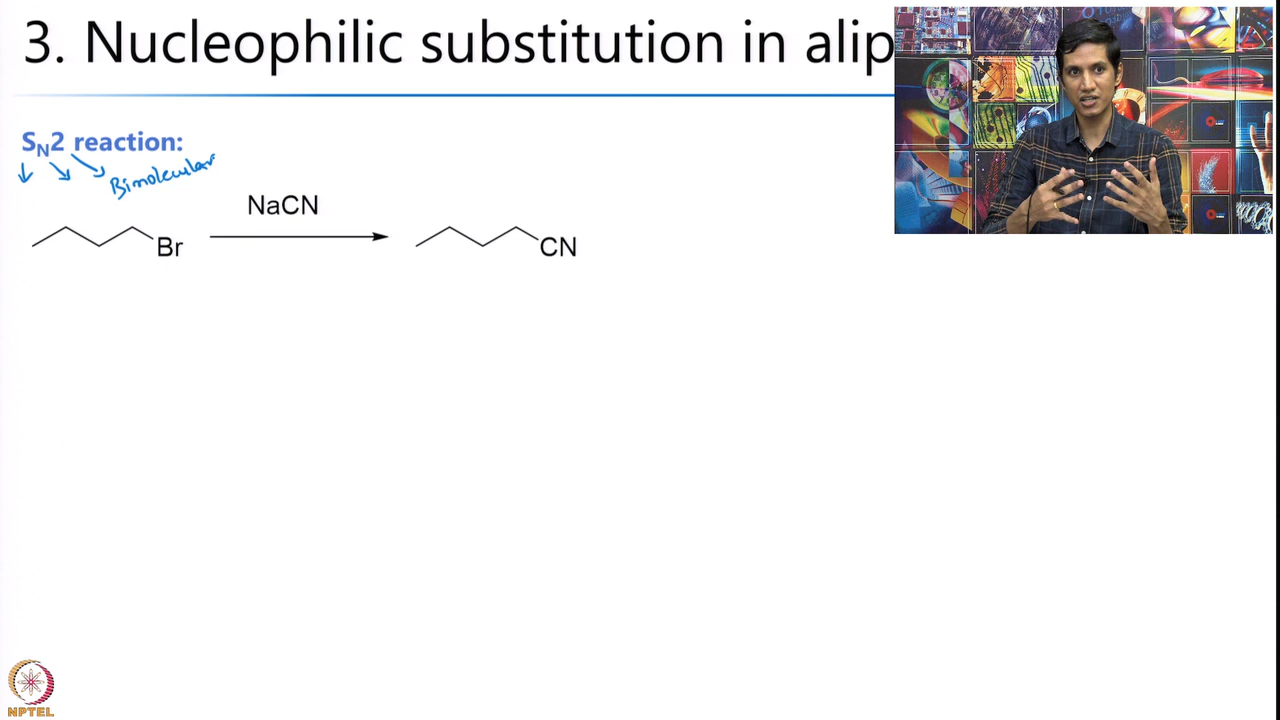 3. Nucleophilic substitution in alip
SN2 reaction:
Bimolecular
NaCN
Br
CN
NPTEL